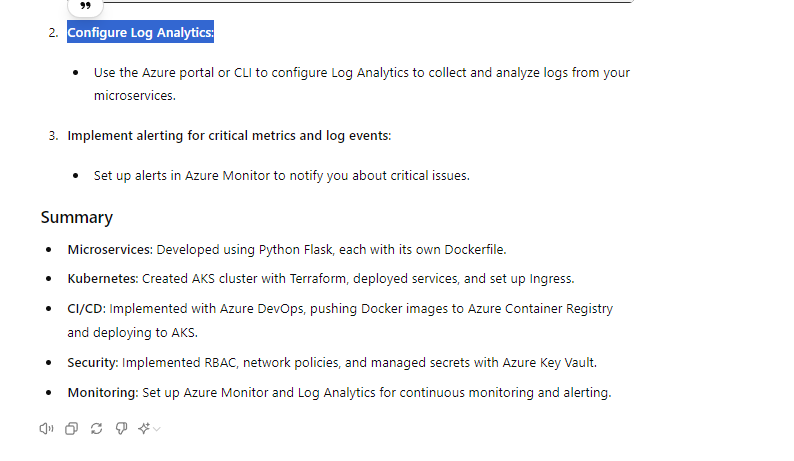 ”
2. Configure Log Analytics:
• Use the Azure portal or CLI to configure Log Analytics to collect and analyze logs from your
microservices.
3. Implement alerting for critical metrics and log events:
• Set up alerts in Azure Monitor to notify you about critical issues.
Summary
• Microservices: Developed using Python Flask, each with its own Dockerfile.
• Kubernetes: Created AKS cluster with Terraform, deployed services, and set up Ingress.
• CI/CD: Implemented with Azure DevOps, pushing Docker images to Azure Container Registry
and deploying to AKS.
• Security: Implemented RBAC, network policies, and managed secrets with Azure Key Vault.
• Monitoring: Set up Azure Monitor and Log Analytics for continuous monitoring and alerting.